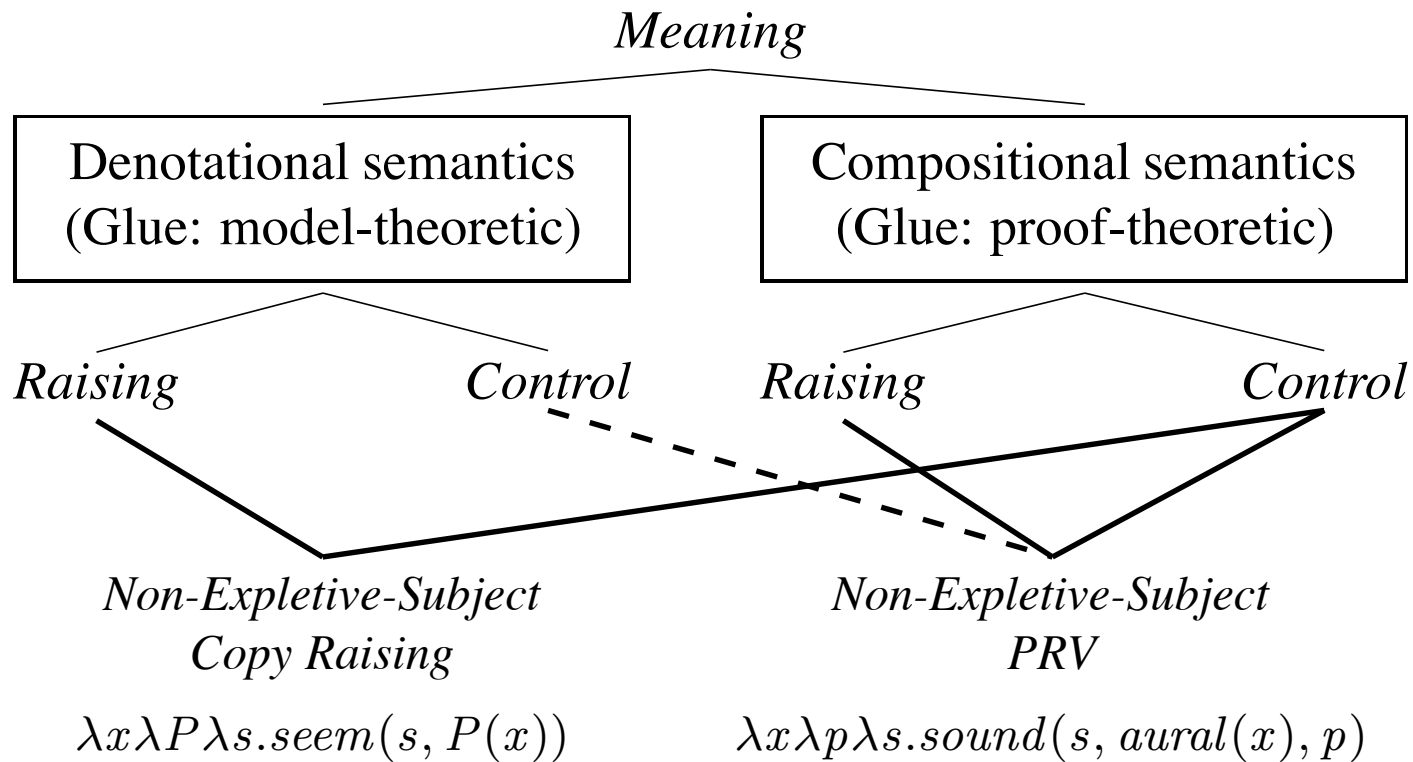 Meaning
Denotational semantics
(Glue: model-theoretic)
Compositional semantics
(Glue: proof-theoretic)
Raising
Control
Raising
Control
Non-Expletive-Subject
Copy Raising
Non-Expletive-Subject
PRV
λxλPλs.seem(s, P(x))
λxλpλs.sound(s, aural(x), p)